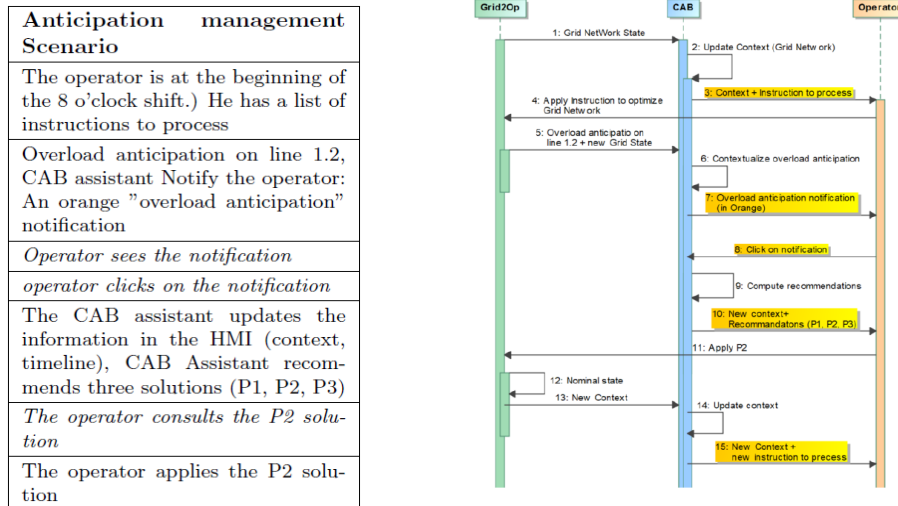 Anticipation management
Scenario
The operator is at the beginning of
the 8 o'clock shift.) He has a list of
instructions to process
Overload anticipation on line 1.2,
CAB assistant Notify the operator:
An orange "overload anticipation"
notification
Operator sees the notification
operator clicks on the notification
The CAB assistant updates the
information in the HMI (context,
timeline), CAB Assistant recom-
mends three solutions (P1, P2, P3)
The operator consults the P2 solu-
tion
The operator applies the P2 solu-
tion
Grid2Op
CAB
Operator
1: Grid NetWork State
2: Update Context (Grid Network)
3: Context + Instruction to process
4: Apply Instruction to optimize
Grid Network
5: Overload anticipation on
line 1.2 + new Grid State
6: Contextualize overload anticipation
7: Overload anticipation notification
(in Orange)
8: Click on notification
9: Compute recommendations
10: New context+
Recommandatons (P1, P2, P3)
11: Apply P2
12: Nominal state
13: New Context
14: Update context
15: New Context +
new instruction to precess